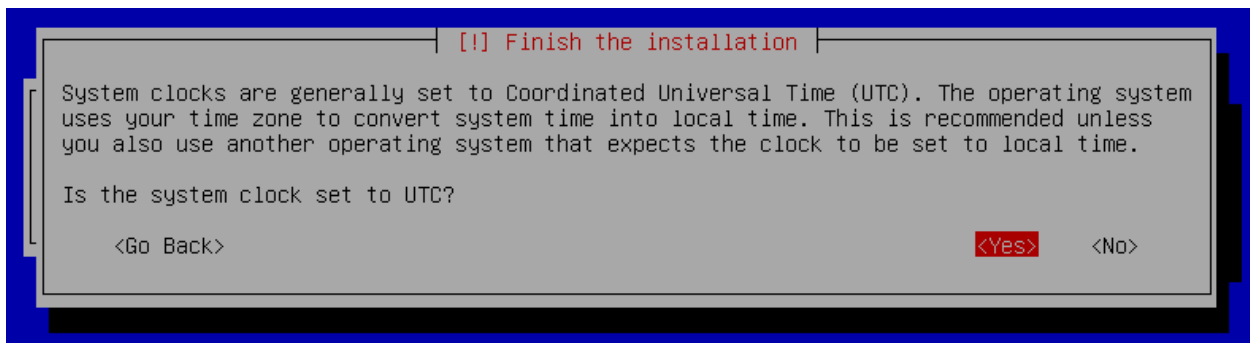 [!] Finish the installation
System clocks are generally set to Coordinated Universal Time (UTC). The operating system
uses your time zone to convert system time into local time. This is recommended unless
you also use another operating system that expects the clock to be set to local time.
Is the system clock set to UTC?
<Go Back> <Yes> <No>